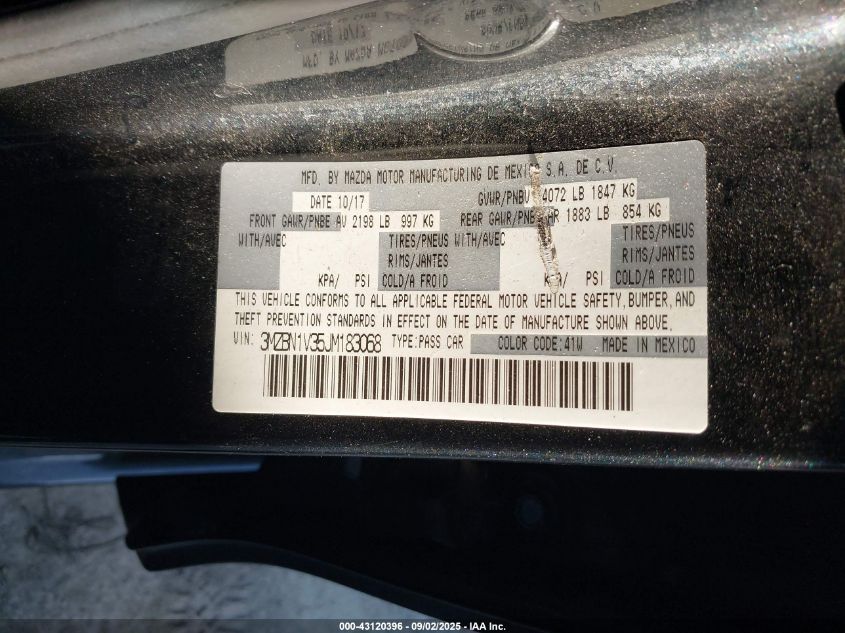 MFD. BY MAZDA MOTOR MANUFACTURING DE MEXICO S.A. DE C.V.
DATE 10/17 GVWR/PNBV 4072 LB 1847 KG
FRONT GAWR/PNBE AV 2198 LB 997 KG REAR GAWR/PNBE AR 1883 LB 854 KG
WITH/AVEC TIRES/PNEUS WITH/AVEC TIRES/PNEUS
RIMS/JANTES RIMS/JANTES
KPA/ PSI COLD/A FROID KPA/ PSI COLD/A FROID
THIS VEHICLE CONFORMS TO ALL APPLICABLE FEDERAL MOTOR VEHICLE SAFETY, BUMPER, AND
THEFT PREVENTION STANDARDS IN EFFECT ON THE DATE OF MANUFACTURE SHOWN ABOVE.
VIN: 3MZBN1V35JM183068 TYPE:PASS CAR COLOR CODE:41W MADE IN MEXICO
000-43120396 - 09/02/2025 - IAA Inc.